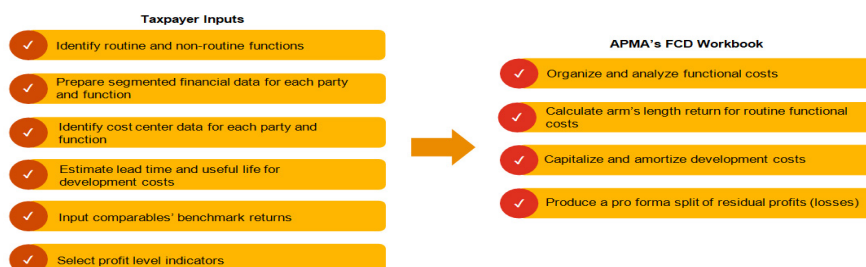 Taxpayer Inputs
Identify routine and non-routine functions
Prepare segmented financial data for each party
and function
Identify cost center data for each party and
function
Estimate lead time and useful life for
development costs
Input comparables' benchmark returns
Select profit level indicators
APMA's FCD Workbook
Organize and analyze functional costs
Calculate arm's length return for routine functional
costs
Capitalize and amortize development costs
Produce a pro forma split of residual profits (losses)